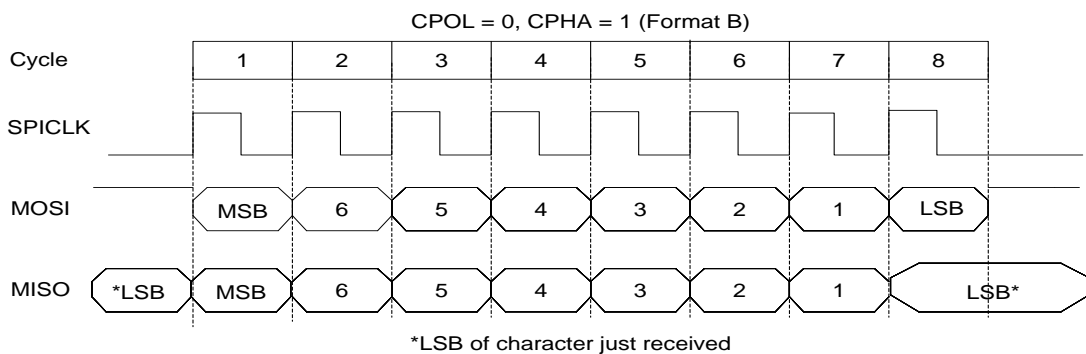 CPOL = 0, CPHA = 1 (Format B)
Cycle 1 2 3 4 5 6 7 8
SPICLK
MOSI MSB 6 5 4 3 2 1 LSB
MISO *LSB MSB 6 5 4 3 2 1 LSB*
*LSB of character just received